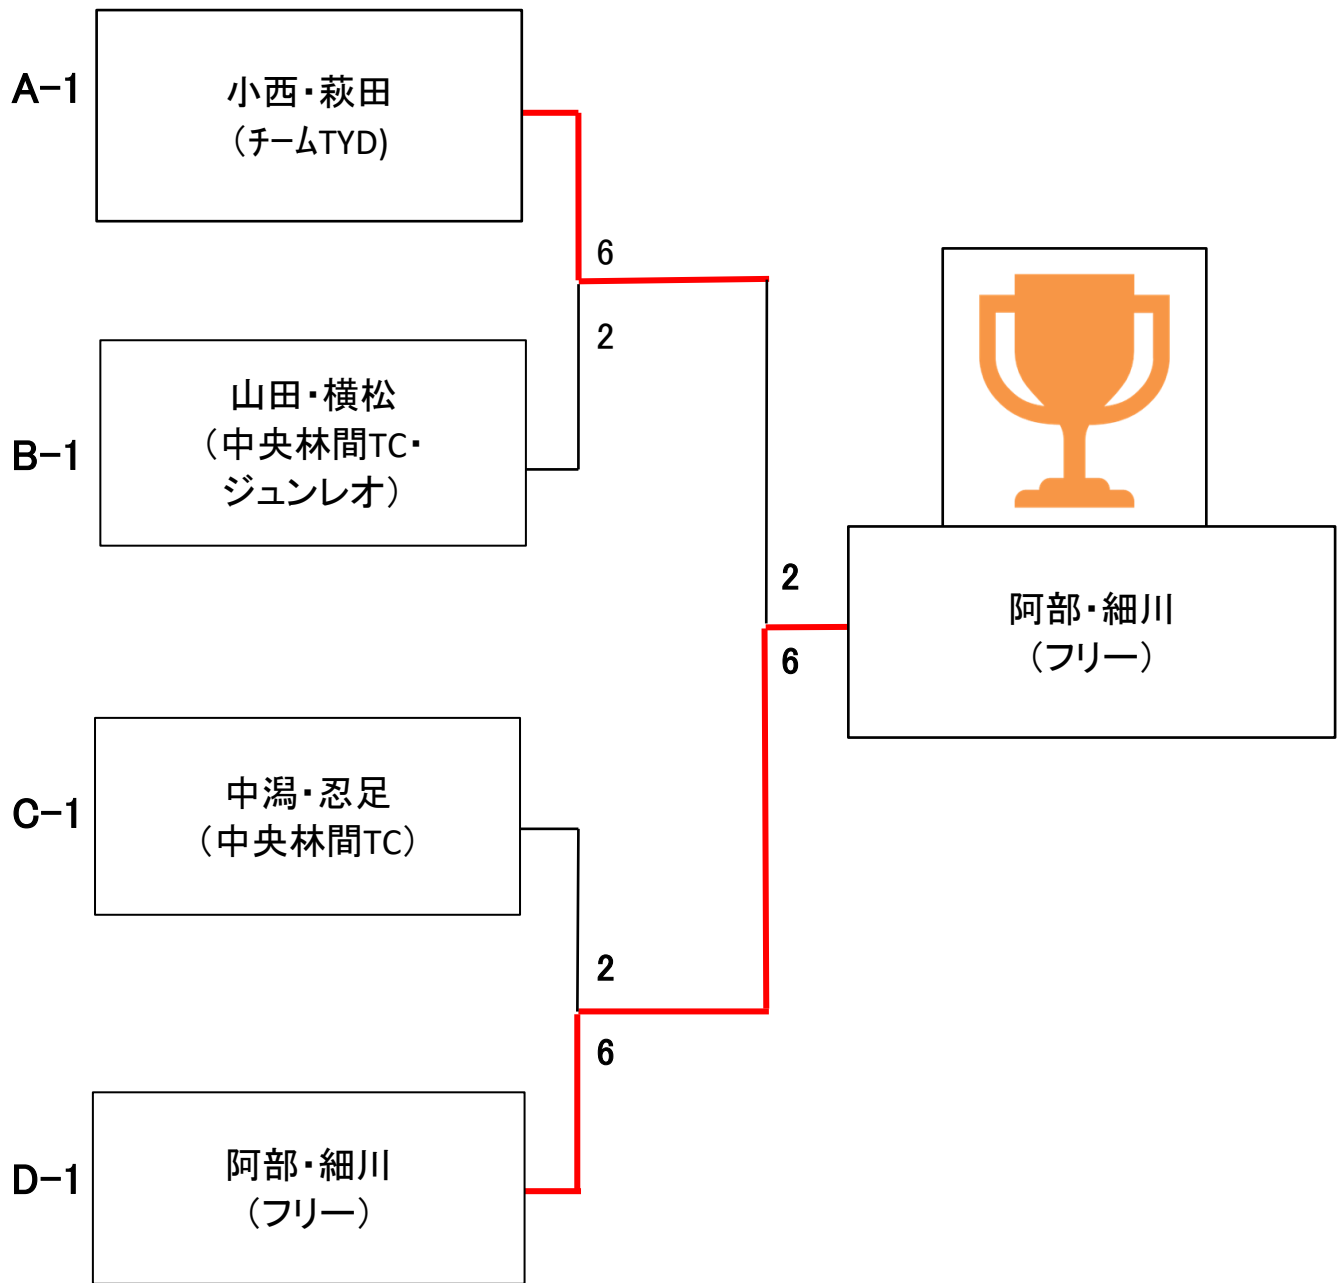 A-1
小西・萩田
（チームTYD)
6
2
B-1
山田・横松
（中央林間TC・
ジュンレオ）
2
6
阿部・細川
（フリー）
C-1
中潟・忍足
（中央林間TC）
2
6
D-1
阿部・細川
（フリー）